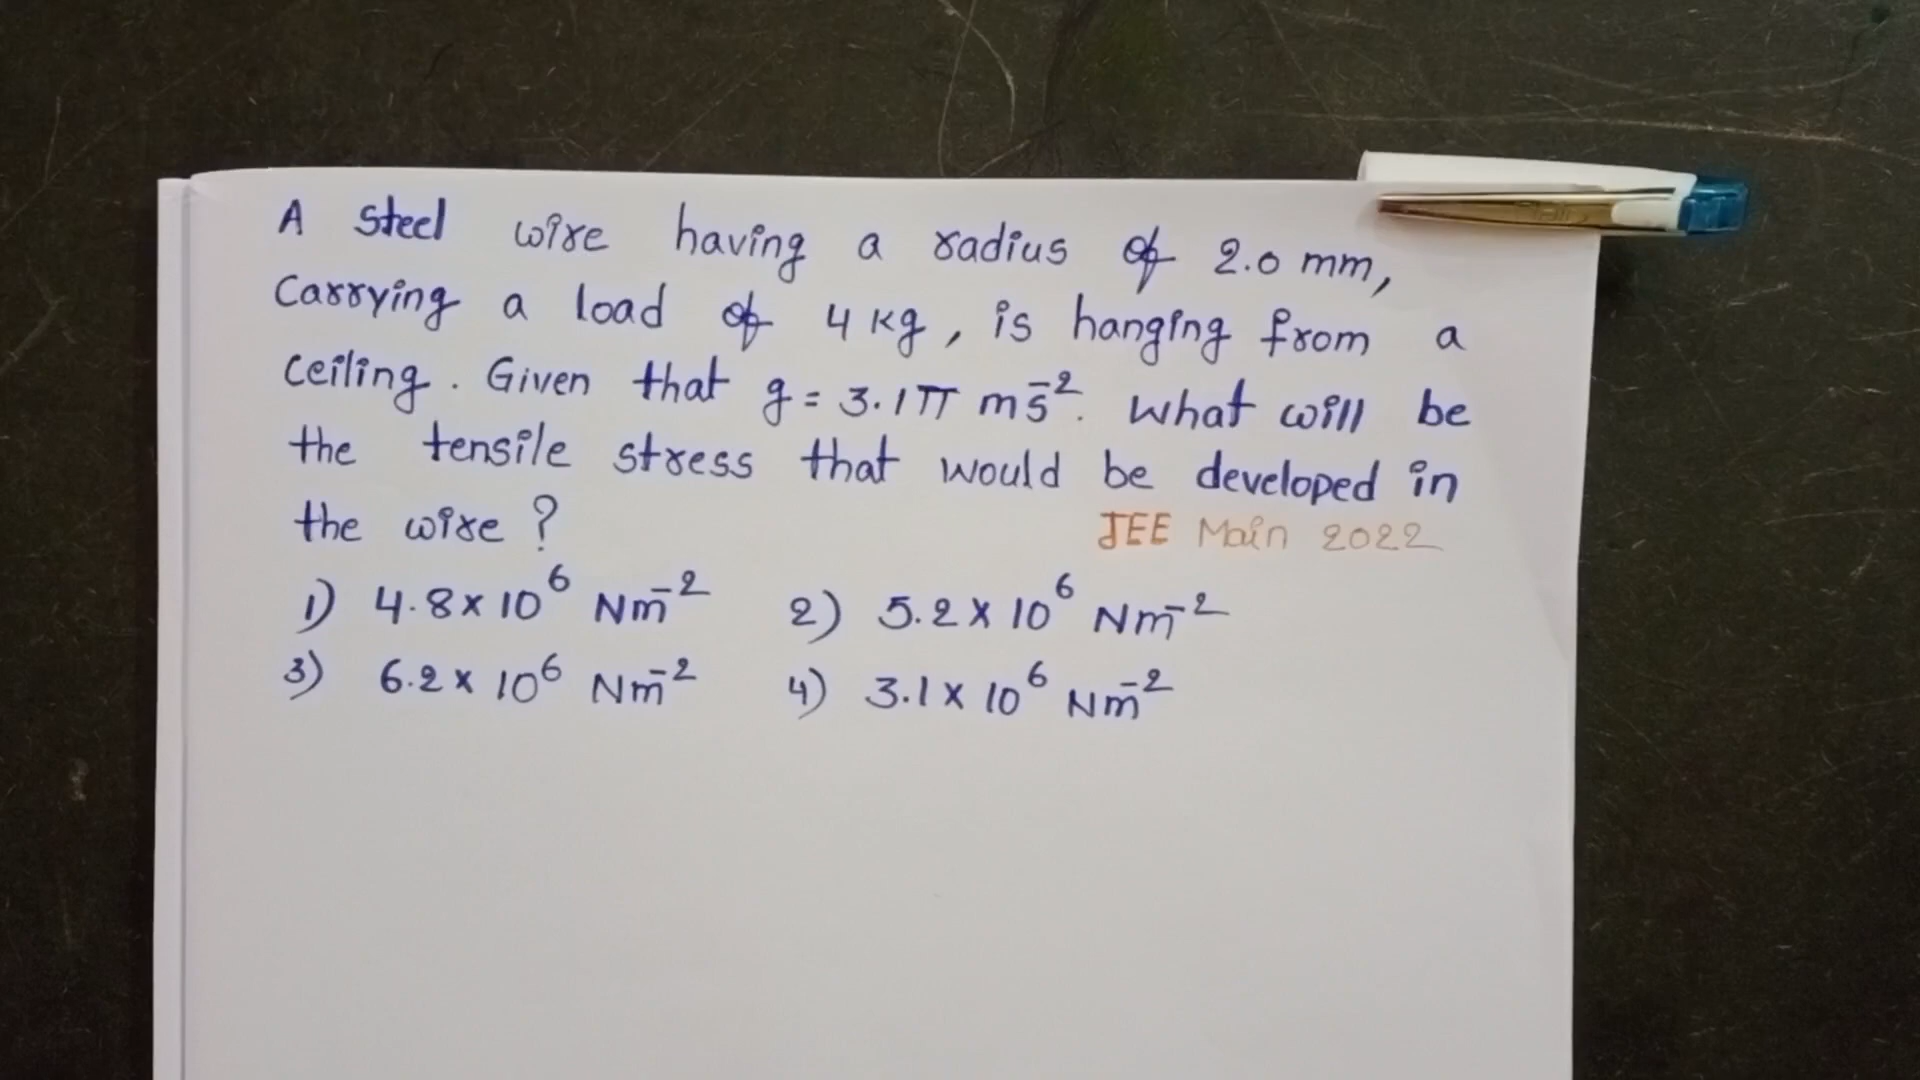 A steel wire having a radius of 2.0 mm,
Carrying a load of 4 kg, is hanging from a
ceiling. Given that g = 3.1π ms⁻². What will be
the tensile stress that would be developed in
the wire?
JEE Main 2022
1) 4.8 x 10⁶ Nm⁻² 2) 5.2 x 10⁶ Nm⁻²
3) 6.2 x 10⁶ Nm⁻² 4) 3.1 x 10⁶ Nm⁻²